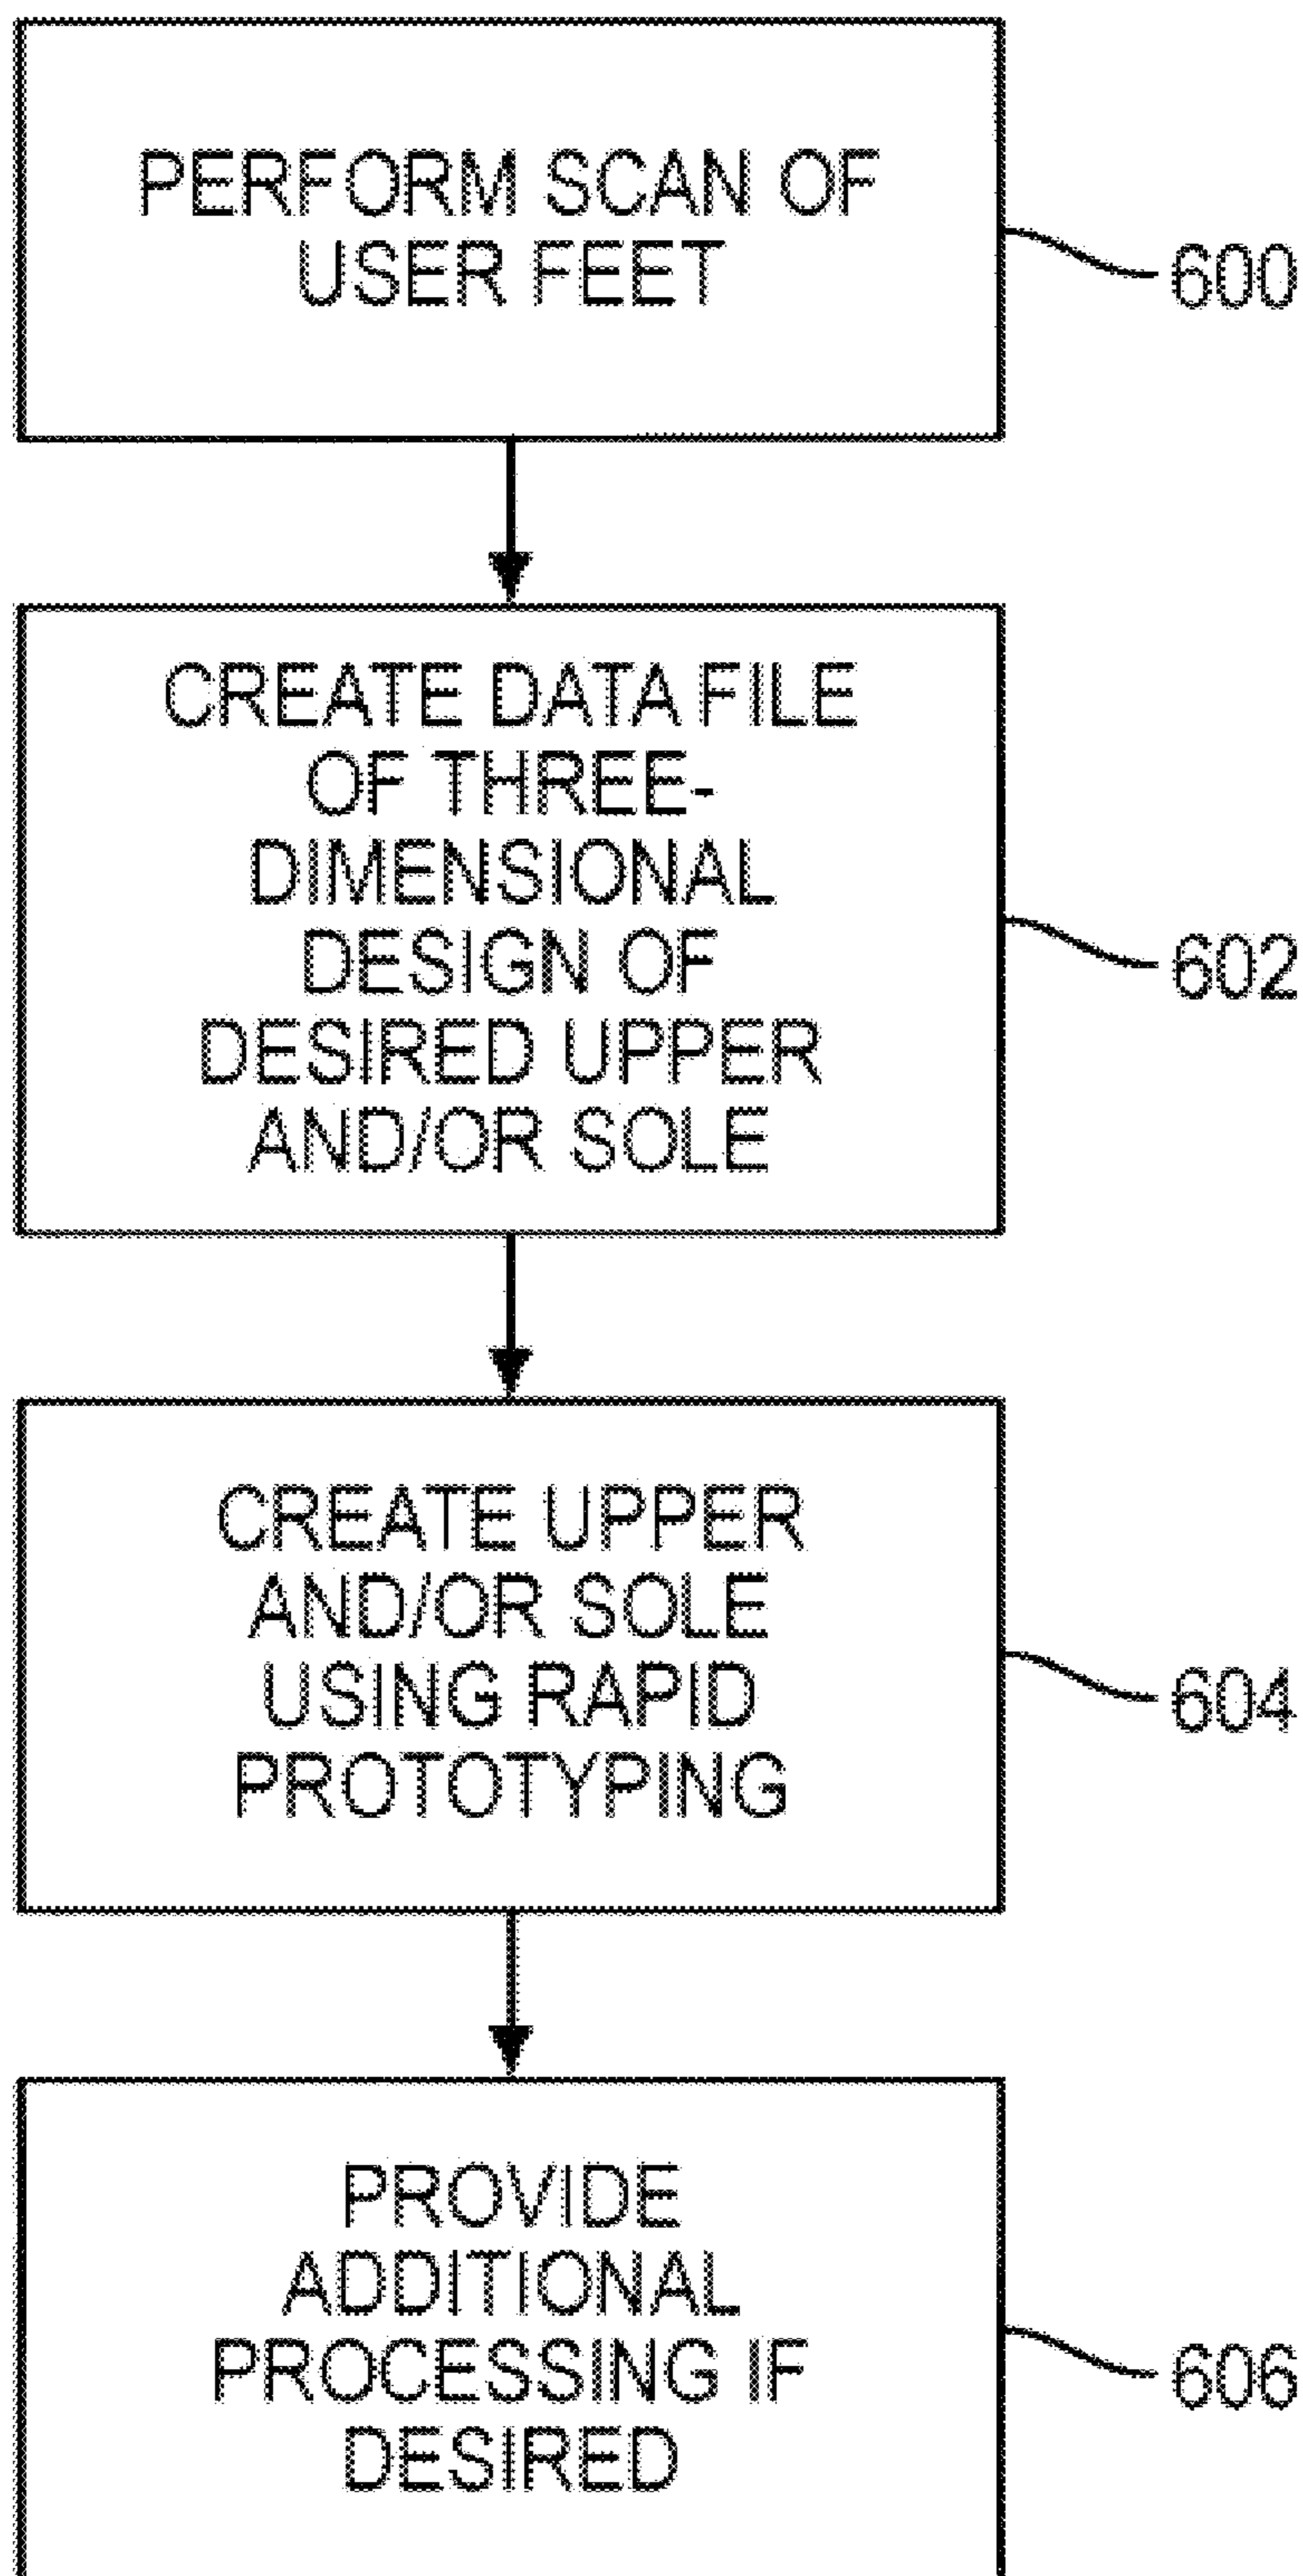 PERFORM SCAN OF
USER FEET
600
CREATE DATA FILE
OF THREE-
DIMENSIONAL
DESIGN OF
DESIRED UPPER
AND/OR SOLE
602
CREATE UPPER
AND/OR SOLE
USING RAPID
PROTOTYPING
604
PROVIDE
ADDITIONAL
PROCESSING IF
DESIRED
606